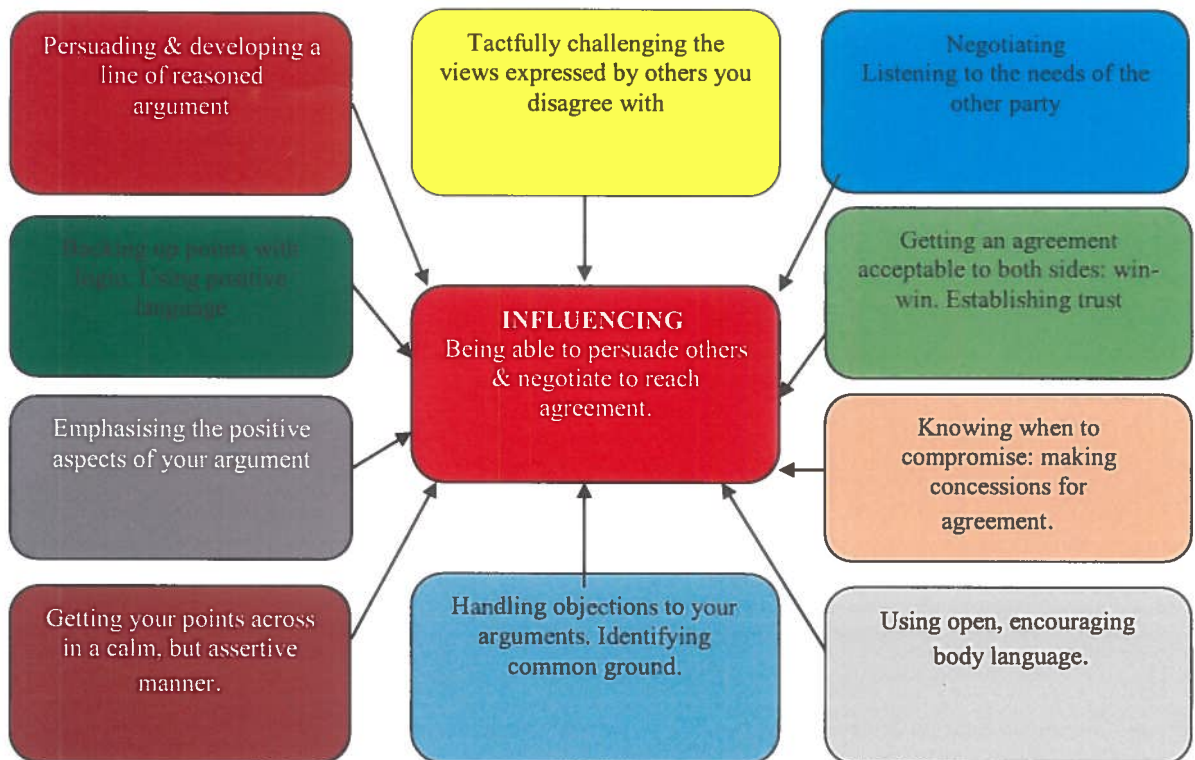 Persuading & developing a
line of reasoned
argument
Tactfully challenging the
views expressed by others you
disagree with
Negotiating
Listening to the needs of the
other party
Backing up points with
logic. Using positive
language
Getting an agreement
acceptable to both sides: win-
win. Establishing trust
INFLUENCING
Being able to persuade others
& negotiate to reach
agreement.
Emphasising the positive
aspects of your argument
Knowing when to
compromise: making
concessions for
agreement.
Getting your points across
in a calm, but assertive
manner.
Handling objections to your
arguments. Identifying
common ground.
Using open, encouraging
body language.